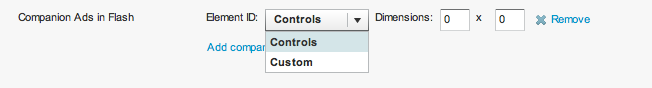 Companion Ads in Flash Element ID: Controls Dimensions: 0 x 0 Remove
Controls
Add compan
Custom